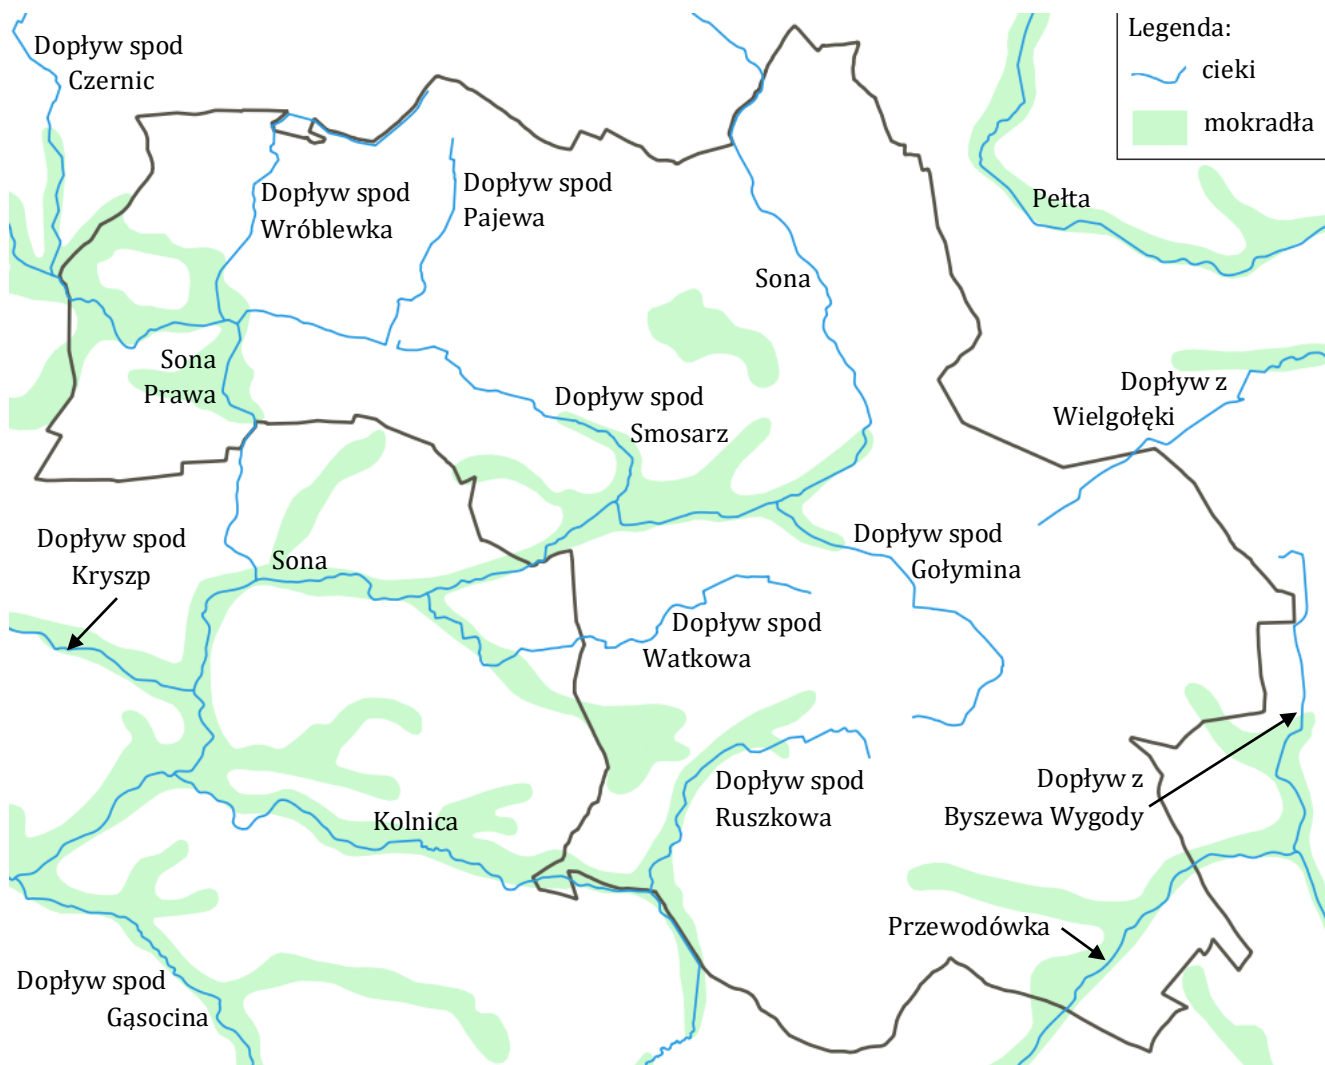 Dopływ spod
Czernic
Legenda:
cieki
mokradła
Dopływ spod
Wróblewka
Dopływ spod
Pajewa
Pełta
Sona
Sona
Prawa
Dopływ spod
Smosarz
Dopływ z
Wielgołęki
Dopływ spod
Kryszp
Sona
Dopływ spod
Gołymina
Dopływ spod
Watkowa
Dopływ spod
Ruszkowa
Dopływ z
Byszewa Wygody
Kolnica
Przewodówka
Dopływ spod
Gąsocina